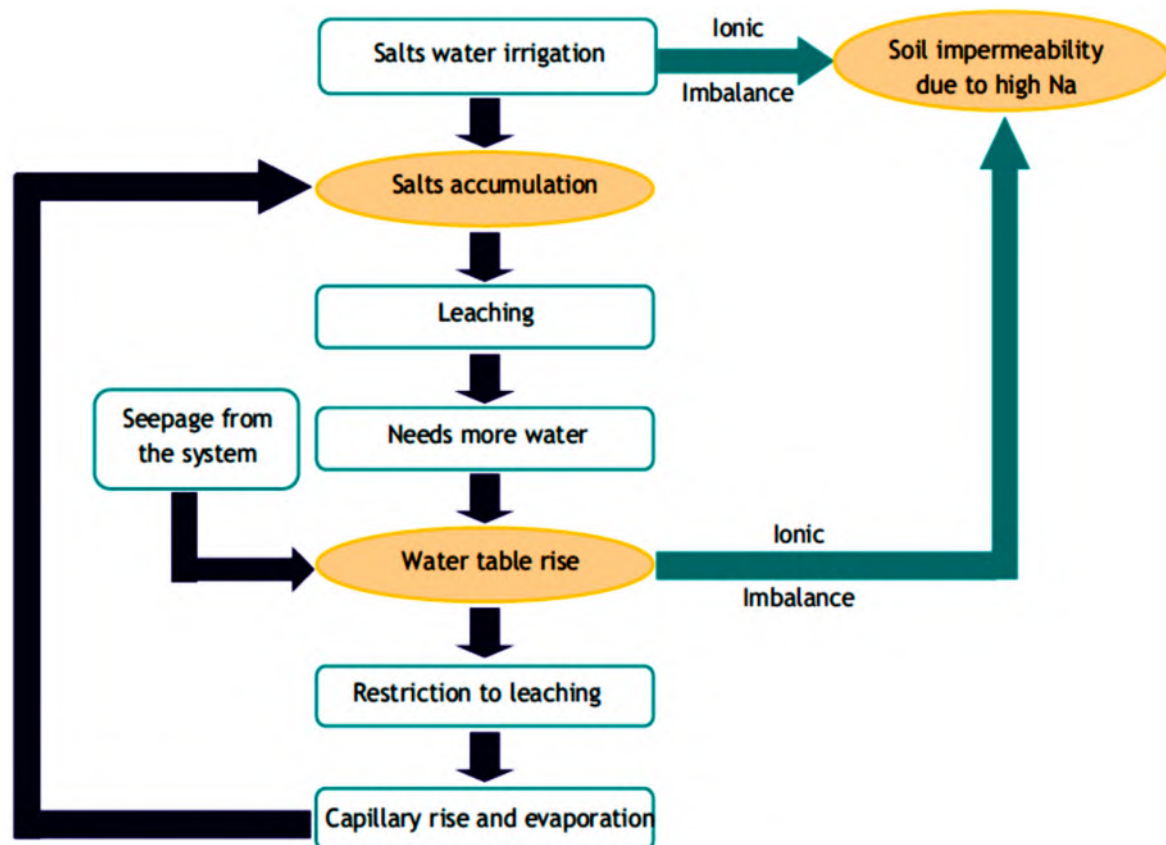 Salts water irrigation
Ionic
Imbalance
Soil impermeability
due to high Na
Salts accumulation
Leaching
Seepage from
the system
Needs more water
Water table rise
Ionic
Imbalance
Restriction to leaching
Capillary rise and evaporation